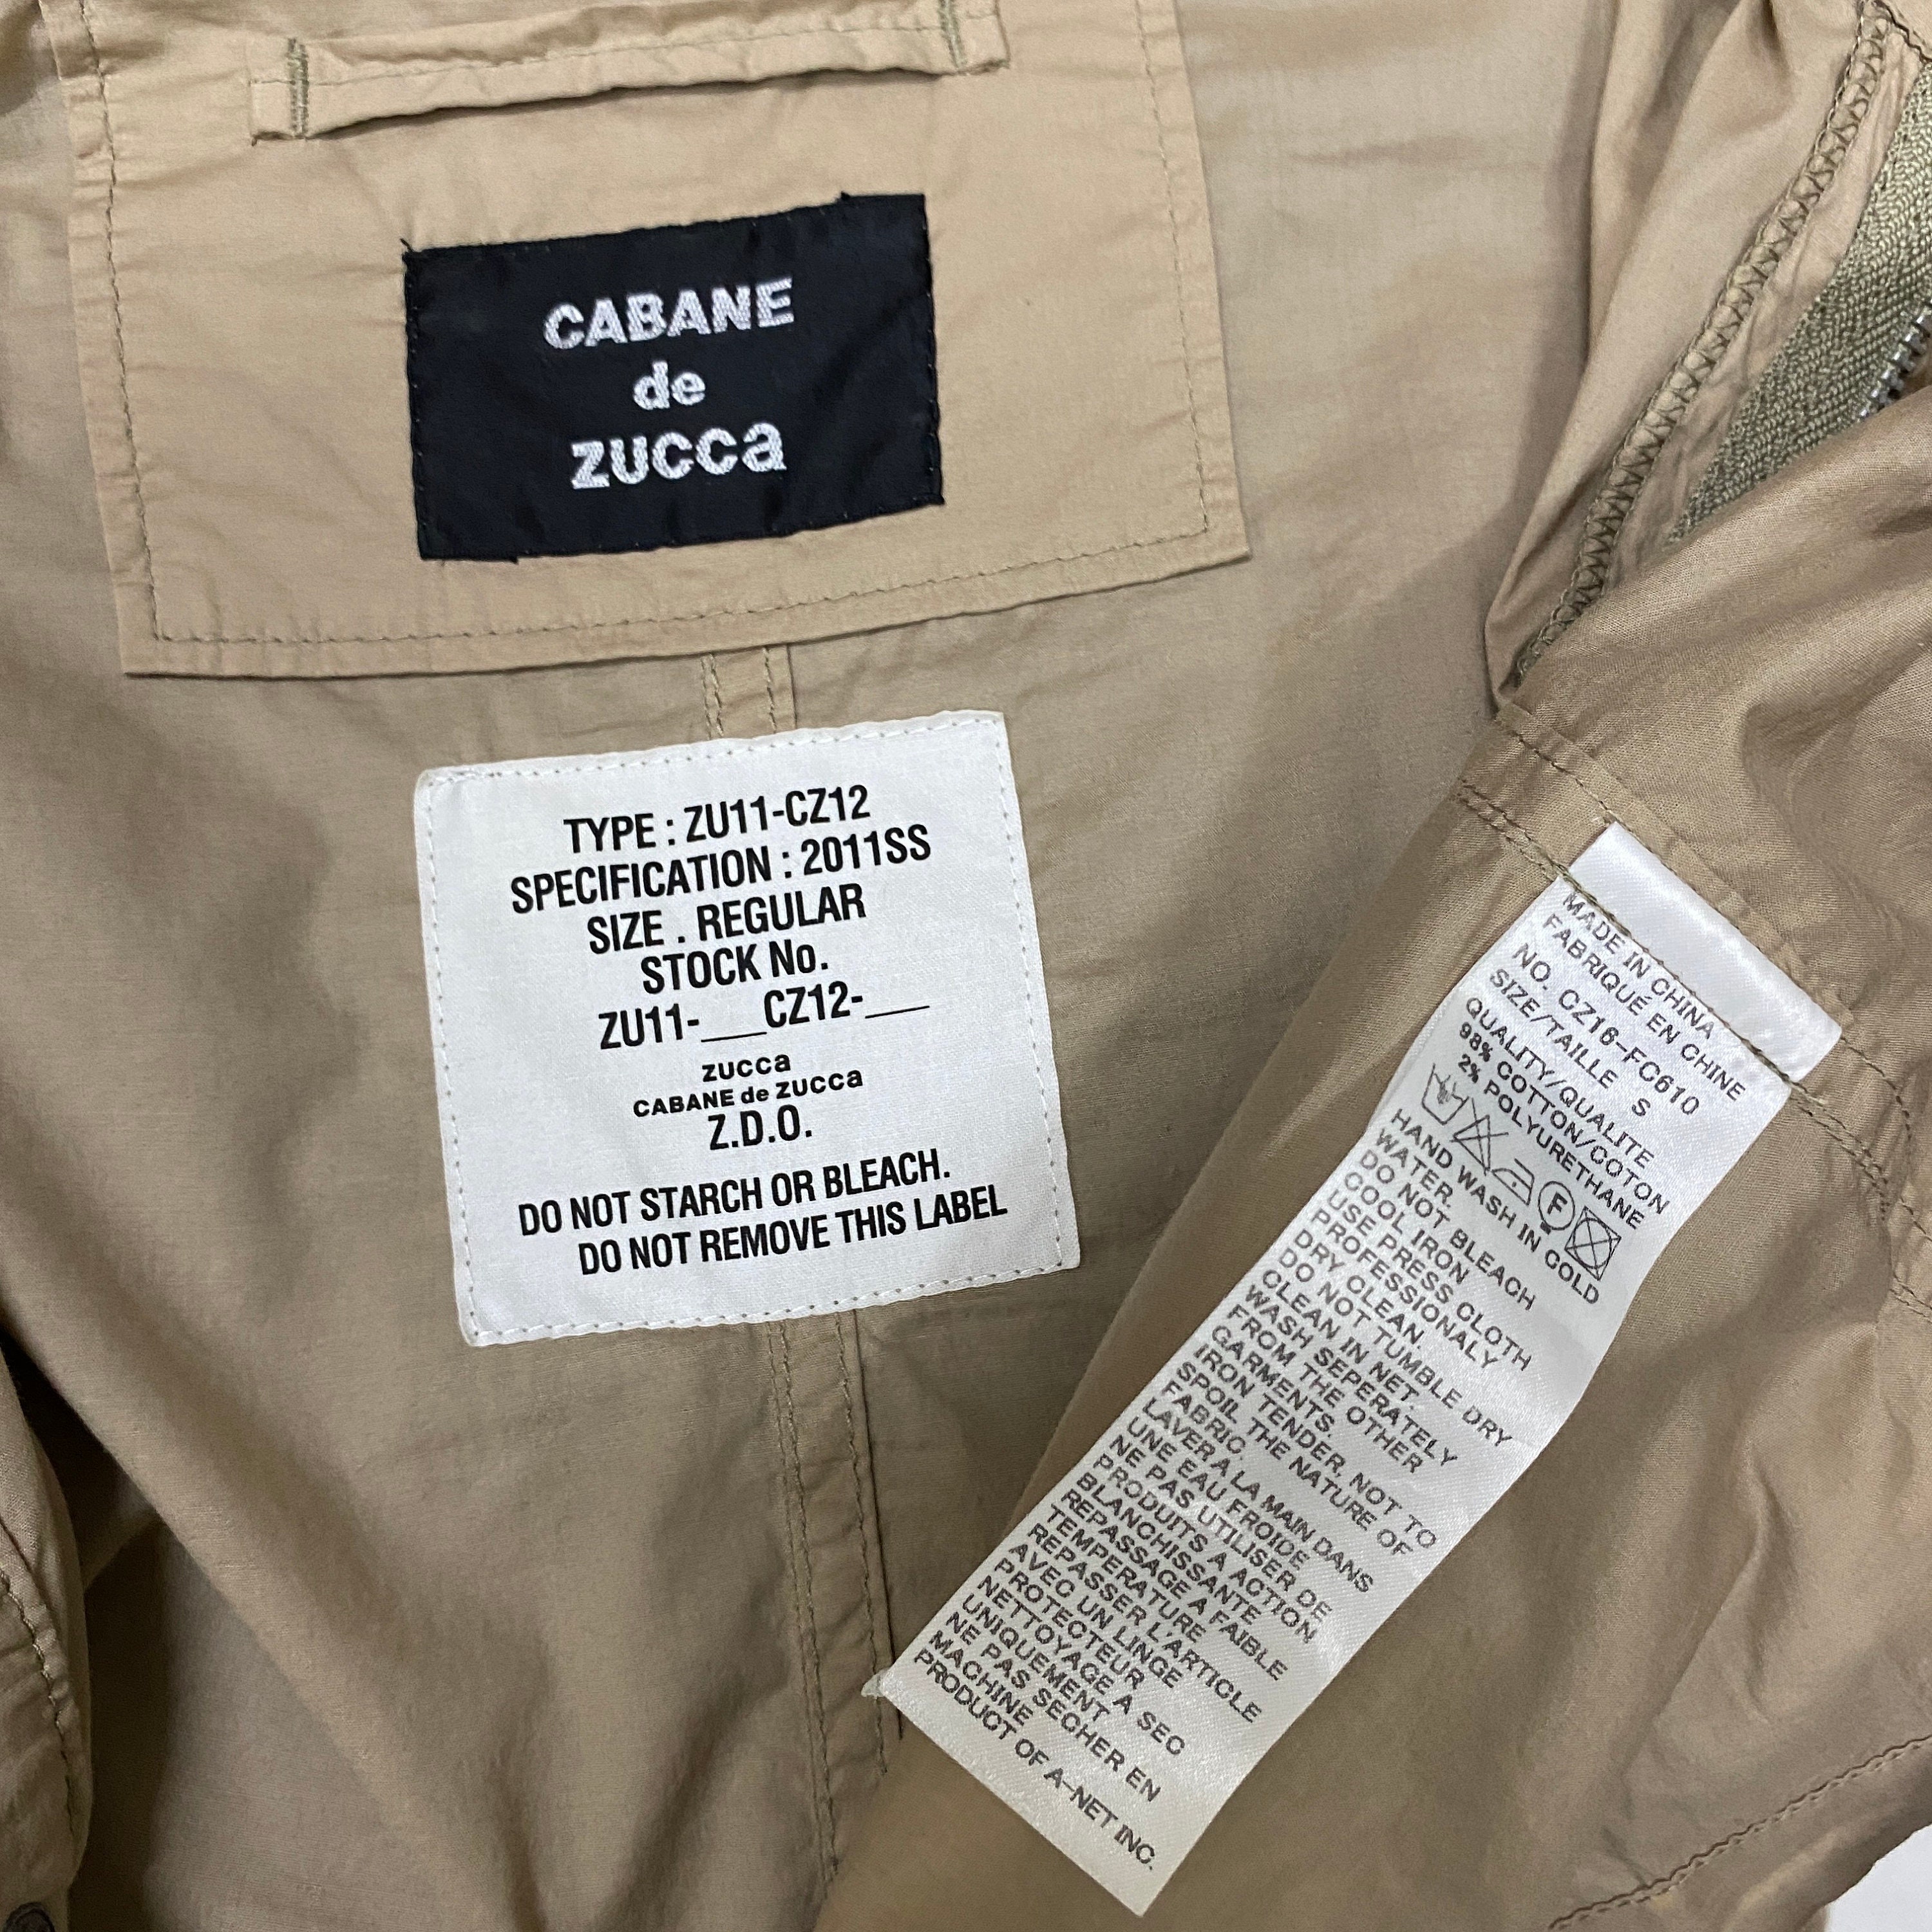 CABANE
de
zucca
TYPE : ZU11-CZ12
SPECIFICATION : 2011SS
SIZE . REGULAR
STOCK No.
ZU11-___CZ12-___
zucca
CABANE de zucca
Z.D.O.
DO NOT STARCH OR BLEACH.
DO NOT REMOVE THIS LABEL
MADE IN CHINA
FABRIQUÉ EN CHINE
NO. CZ16-FC610
SIZE/TAILLE S
QUALITY/QUALITE
98% COTTON/COTON
2% POLYURETHANE
F
HAND WASH IN COLD
WATER.
DO NOT BLEACH
COOL IRON
USE PRESS CLOTH
PROFESSIONALY
DRY CLEAN.
DO NOT TUMBLE DRY
CLEAN IN NET.
WASH SEPERATELY
FROM THE OTHER
GARMENTS.
IRON TENDER, NOT TO
SPOIL THE NATURE OF
FABRIC.
LAVER A LA MAIN DANS
UNE EAU FROIDE
NE PAS UTILISER DE
PRODUITS A ACTION
BLANCHISSANTE
REPASSAGE A FAIBLE
TEMPERATURE
REPASSER L'ARTICLE
AVEC UN LINGE
PROTECTEUR
NETTOYAGE A SEC
UNIQUEMENT
NE PAS SECHER EN
MACHINE
PRODUCT OF A-NET INC.